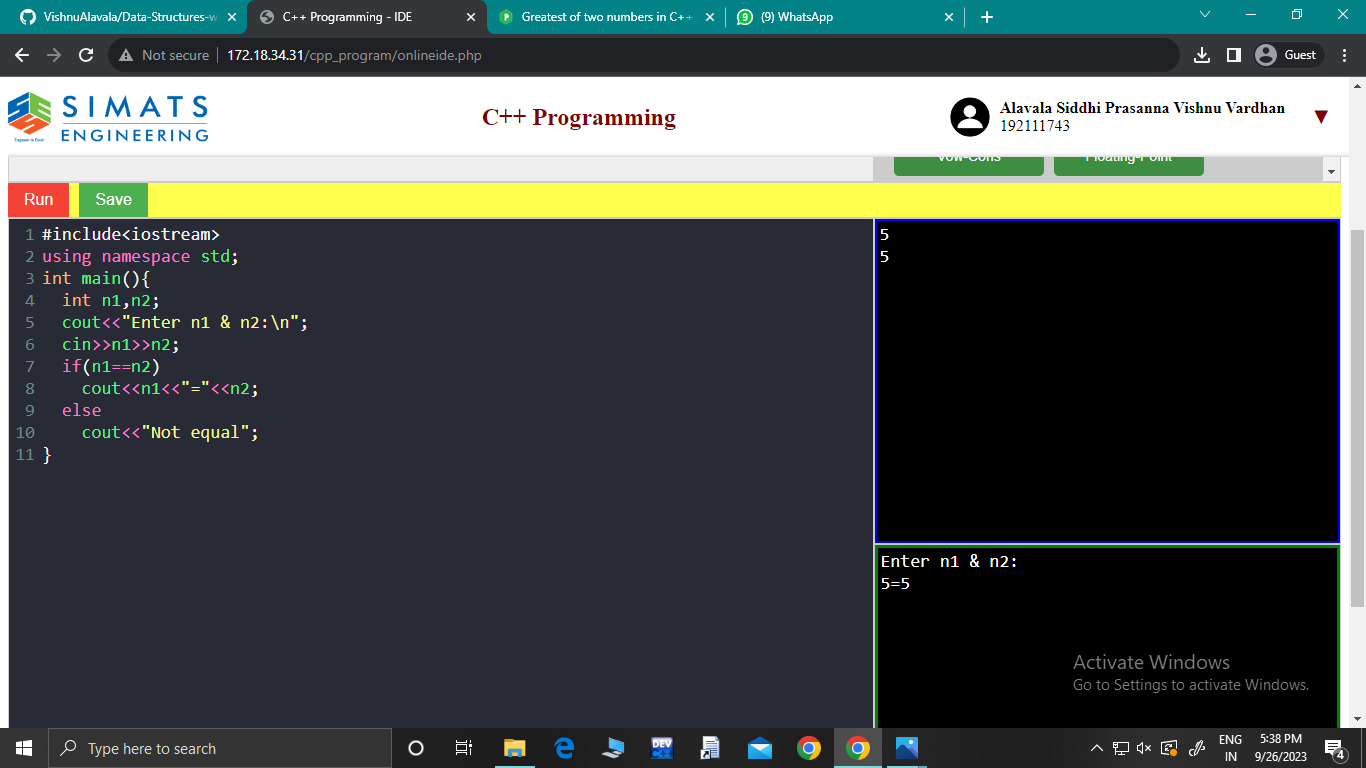 VishnuAlavala/Data-Structures-w
C++ Programming - IDE
Greatest of two numbers in C++
(9) WhatsApp
Not secure
172.18.34.31/cpp_program/onlineide.php
Guest
SIMATS
ENGINEERING
Engineer to Excel
C++ Programming
Alavala Siddhi Prasanna Vishnu Vardhan
192111743
Vow-Cons
Floating-Point
Run
Save
1 #include<iostream>
2 using namespace std;
3 int main(){
4 int n1,n2;
5 cout<<"Enter n1 & n2:\n";
6 cin>>n1>>n2;
7 if(n1==n2)
8 cout<<n1<<"="<<n2;
9 else
10 cout<<"Not equal";
11 }
5
5
Enter n1 & n2:
5=5
Activate Windows
Go to Settings to activate Windows.
Type here to search
DEV
ENG
IN
5:38 PM
9/26/2023
4